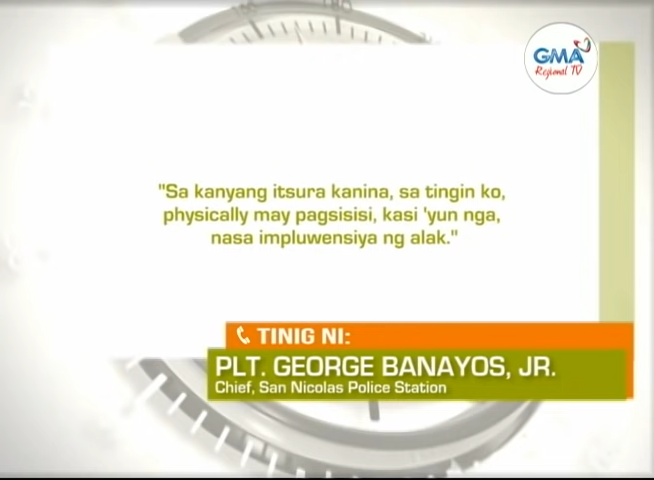 GMA
Regional TV
"Sa kanyang itsura kanina, sa tingin ko,
physically may pagsisisi, kasi 'yun nga,
nasa impluwensiya ng alak."
TINIG NI:
PLT. GEORGE BANAYOS, JR.
Chief, San Nicolas Police Station